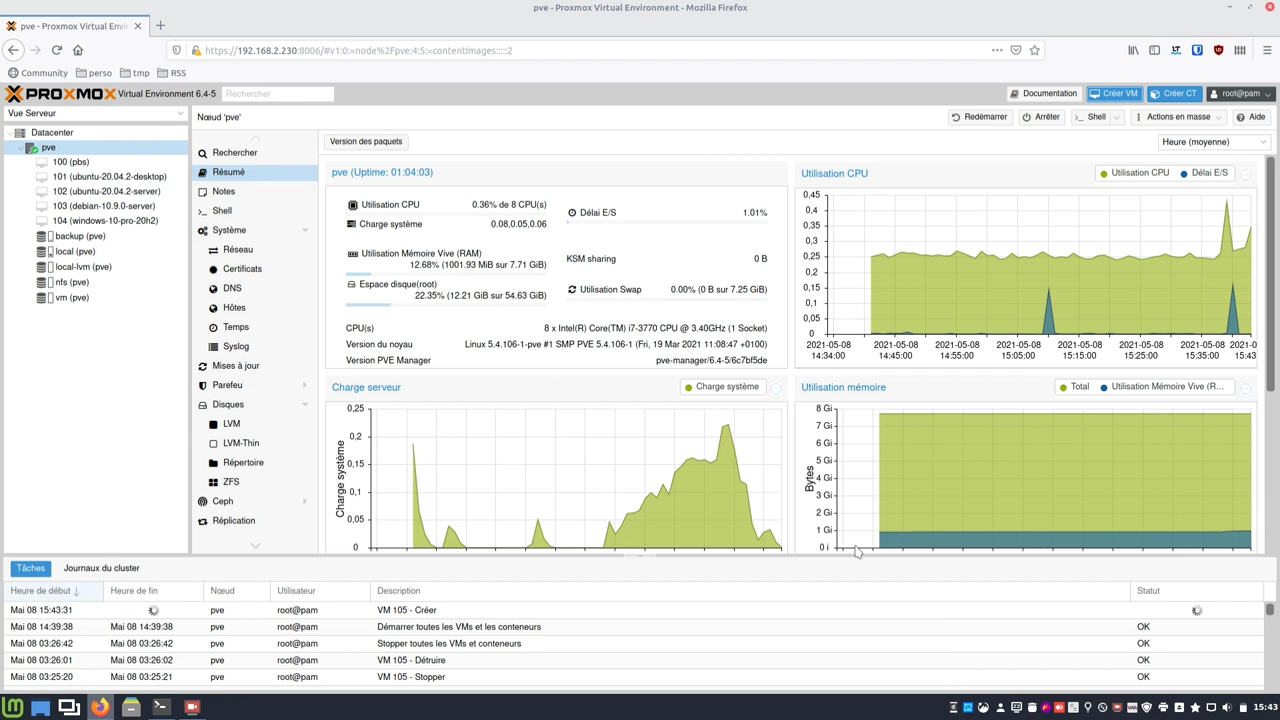 pve - Proxmox Virtual Environment - Mozilla Firefox
pve - Proxmox Virtual Envir
https://192.168.2.230:8006/#v1:0:=node%2Fpve:4:5:=contentImages:::::2
Community perso tmp RSS
PROXMOX Virtual Environment 6.4-5 Rechercher Documentation Créer VM Créer CT root@pam
Vue Serveur
Datacenter
pve
100 (pbs)
101 (ubuntu-20.04.2-desktop)
102 (ubuntu-20.04.2-server)
103 (debian-10.9.0-server)
104 (windows-10-pro-20h2)
backup (pve)
local (pve)
local-lvm (pve)
nfs (pve)
vm (pve)
Nœud 'pve' Redémarrer Arrêter Shell Actions en masse Aide
Rechercher
Résumé
Notes
Shell
Système
Réseau
Certificats
DNS
Hôtes
Temps
Syslog
Mises à jour
Parefeu
Disques
LVM
LVM-Thin
Répertoire
ZFS
Ceph
Réplication
Version des paquets Heure (moyenne)
pve (Uptime: 01:04:03)
Utilisation CPU 0.36% de 8 CPU(s)
Charge système 0.08,0.05,0.06
Délai E/S 1.01%
Utilisation Mémoire Vive (RAM)
12.68% (1001.93 MiB sur 7.71 GiB)
KSM sharing 0 B
Espace disque(root)
22.35% (12.21 GiB sur 54.63 GiB)
Utilisation Swap 0.00% (0 B sur 7.25 GiB)
CPU(s) 8 x Intel(R) Core(TM) i7-3770 CPU @ 3.40GHz (1 Socket)
Version du noyau Linux 5.4.106-1-pve #1 SMP PVE 5.4.106-1 (Fri, 19 Mar 2021 11:08:47 +0100)
Version PVE Manager pve-manager/6.4-5/6c7bf5de
Utilisation CPU Utilisation CPU Délai E/S
0,45
0,4
0,35
0,3
0,25
0,2
0,15
0,1
0,05
0
2021-05-08 2021-05-08 2021-05-08 2021-05-08 2021-05-08 2021-05-08 2021-05-08 2021-0
14:34:00 14:45:00 14:55:00 15:05:00 15:15:00 15:25:00 15:35:00 15:43
Charge serveur Charge système
Charge système
0,25
0,2
0,15
0,1
0,05
0
Utilisation mémoire Total Utilisation Mémoire Vive (R...
Bytes
8 Gi
7 Gi
6 Gi
5 Gi
4 Gi
3 Gi
2 Gi
1 Gi
0 i
Tâches Journaux du cluster
Heure de début Heure de fin Nœud Utilisateur Description Statut
Mai 08 15:43:31 pve root@pam VM 105 - Créer
Mai 08 14:39:38 Mai 08 14:39:38 pve root@pam Démarrer toutes les VMs et les conteneurs OK
Mai 08 03:26:42 Mai 08 03:26:42 pve root@pam Stopper toutes les VMs et conteneurs OK
Mai 08 03:26:01 Mai 08 03:26:02 pve root@pam VM 105 - Détruire OK
Mai 08 03:25:20 Mai 08 03:25:21 pve root@pam VM 105 - Stopper OK
15:43